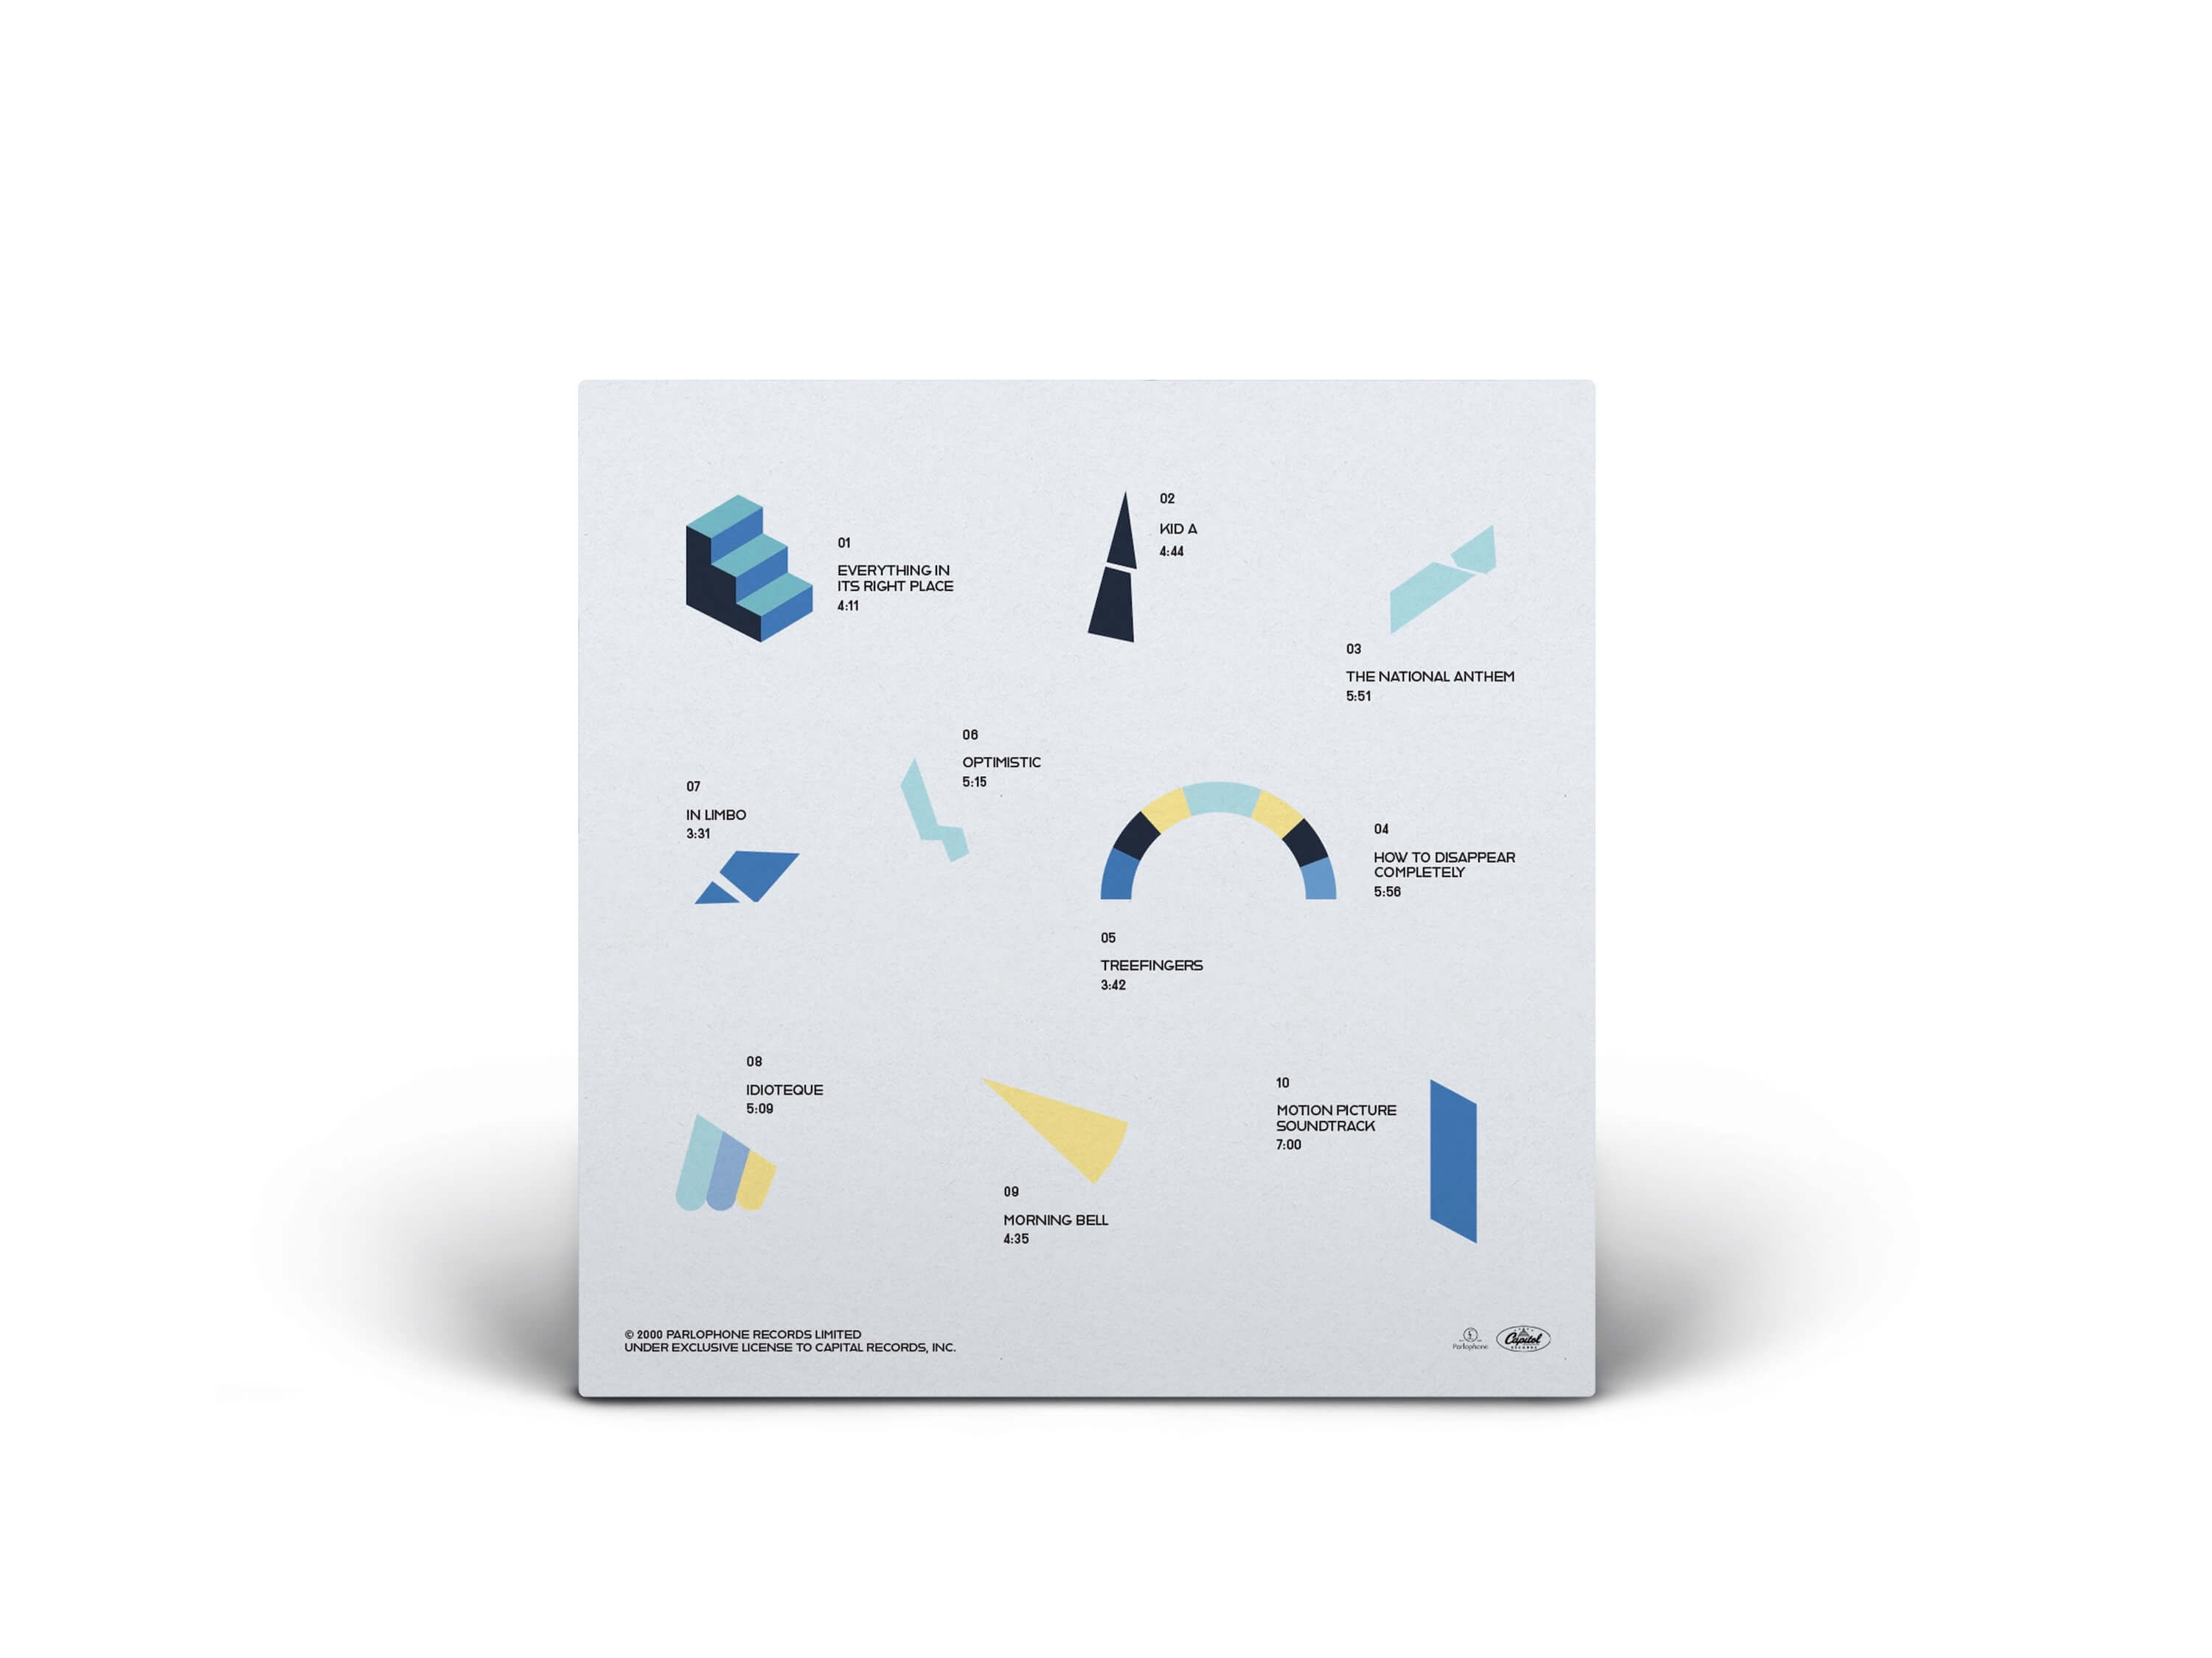 01
EVERYTHING IN
ITS RIGHT PLACE
4:11
02
KID A
4:44
03
THE NATIONAL ANTHEM
5:51
04
HOW TO DISAPPEAR
COMPLETELY
5:56
05
TREEFINGERS
3:42
06
OPTIMISTIC
5:15
07
IN LIMBO
3:31
08
IDIOTEQUE
5:09
09
MORNING BELL
4:35
10
MOTION PICTURE
SOUNDTRACK
7:00
© 2000 PARLOPHONE RECORDS LIMITED
UNDER EXCLUSIVE LICENSE TO CAPITAL RECORDS, INC.
Parlophone
Capitol
RECORDS